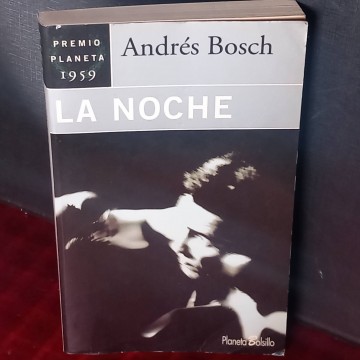 PREMIO
PLANETA
1959
Andrés Bosch
LA NOCHE
Planeta Bolsillo